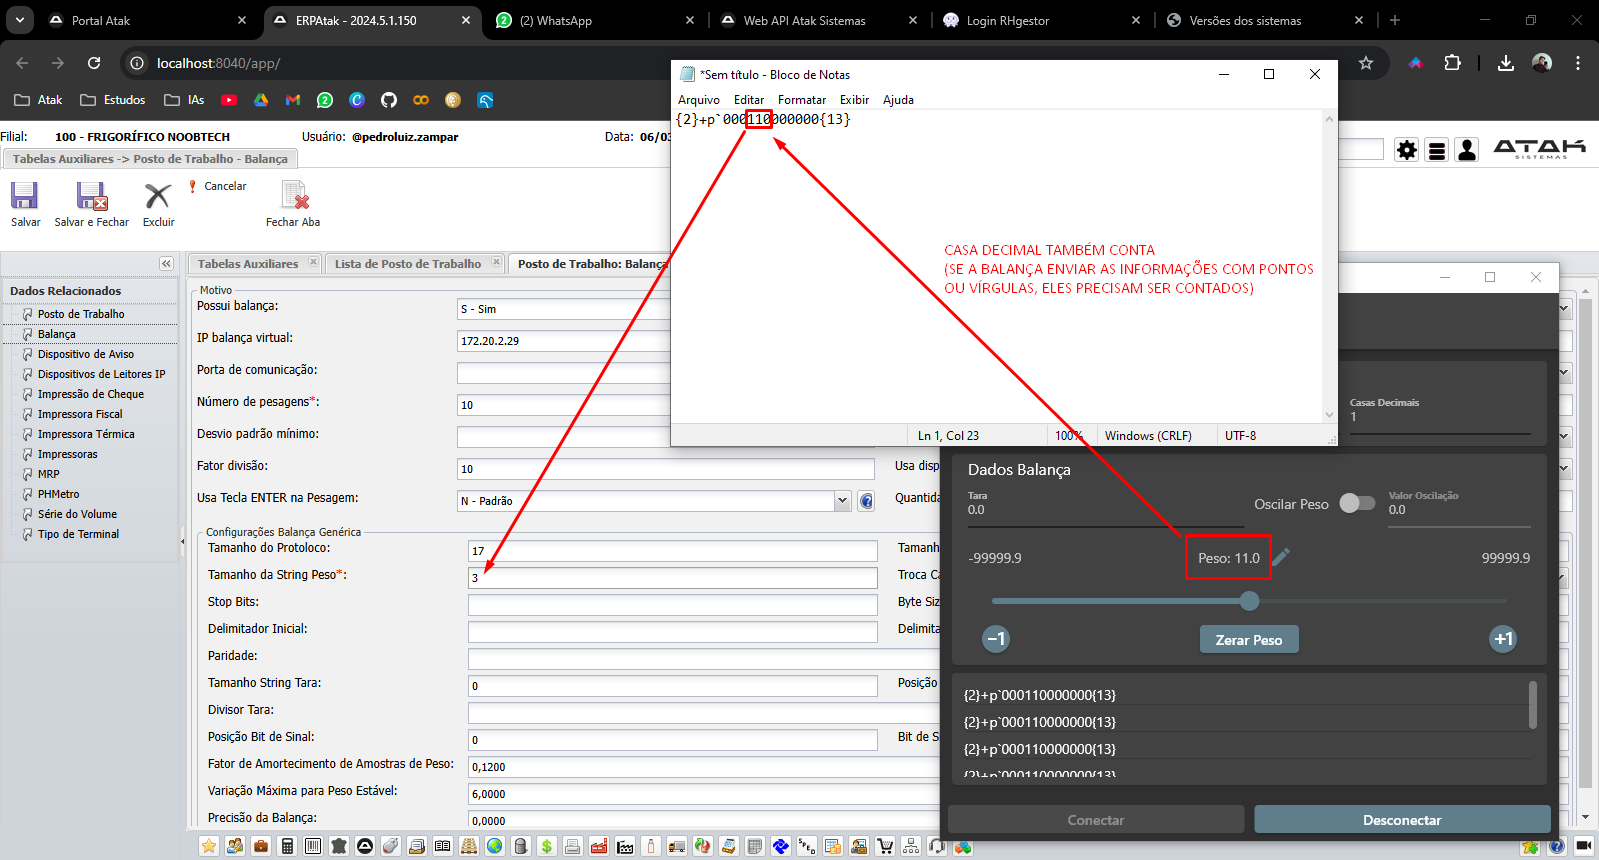 Portal Atak
ERPAtak - 2024.5.1.150
(2) WhatsApp
Web API Atak Sistemas
Login RHgestor
Versões dos sistemas
localhost:8040/app/
Atak
Estudos
IAs
Filial: 100 - FRIGORÍFICO NOOBTECH
Usuário: @pedroluiz.zampar
Data: 06/03
ATAK
SISTEMAS
Tabelas Auxiliares -> Posto de Trabalho - Balança
Salvar
Salvar e Fechar
Excluir
Cancelar
Fechar Aba
*Sem título - Bloco de Notas
Arquivo Editar Formatar Exibir Ajuda
{2}+p`000110000000{13}
CASA DECIMAL TAMBÉM CONTA
(SE A BALANÇA ENVIAR AS INFORMAÇÕES COM PONTOS
OU VÍRGULAS, ELES PRECISAM SER CONTADOS)
Ln 1, Col 23
100%
Windows (CRLF)
UTF-8
Dados Relacionados
Posto de Trabalho
Balança
Dispositivo de Aviso
Dispositivos de Leitores IP
Impressão de Cheque
Impressora Fiscal
Impressora Térmica
Impressoras
MRP
PHMetro
Série do Volume
Tipo de Terminal
Tabelas Auxiliares
Lista de Posto de Trabalho
Posto de Trabalho: Balança
Motivo
Possui balança: S - Sim
IP balança virtual: 172.20.2.29
Porta de comunicação:
Número de pesagens*: 10
Desvio padrão mínimo:
Fator divisão: 10
Usa disp
Usa Tecla ENTER na Pesagem: N - Padrão
Quantida
Configurações Balança Genérica
Tamanho do Protoloco: 17
Tamanh
Tamanho da String Peso*: 3
Troca Ca
Stop Bits:
Byte Siz
Delimitador Inicial:
Delimita
Paridade:
Tamanho String Tara: 0
Posição
Divisor Tara:
Posição Bit de Sinal: 0
Bit de S
Fator de Amortecimento de Amostras de Peso: 0,1200
Variação Máxima para Peso Estável: 6,0000
Precisão da Balança: 0,0000
Casas Decimais
1
Dados Balança
Tara
0.0
Oscilar Peso
Valor Oscilação
0.0
-99999.9
Peso: 11.0
99999.9
-1
Zerar Peso
+1
{2}+p`000110000000{13}
{2}+p`000110000000{13}
{2}+p`000110000000{13}
{2}+p`000110000000{13}
Conectar
Desconectar